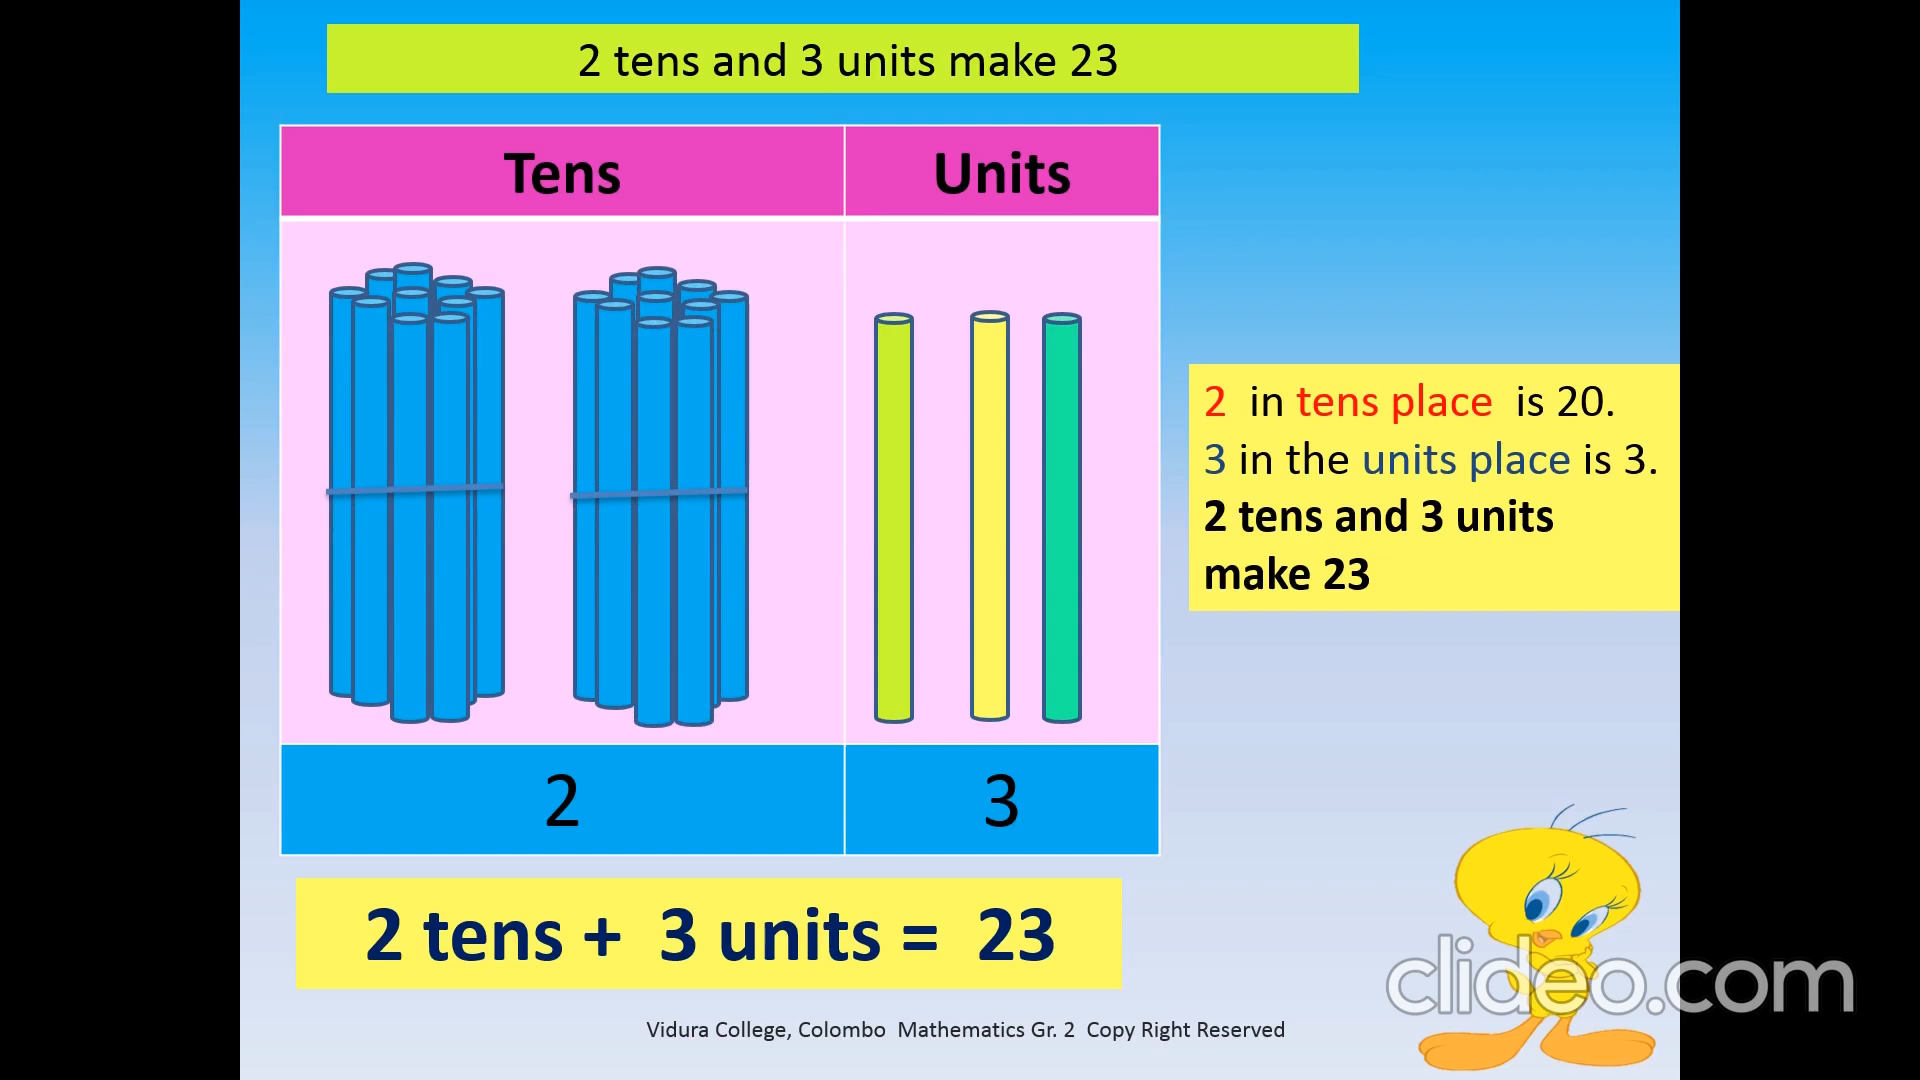 2 tens and 3 units make 23
Tens Units
2 in tens place is 20.
3 in the units place is 3.
2 tens and 3 units
make 23
2 3
2 tens + 3 units = 23
clideo.com
Vidura College, Colombo Mathematics Gr. 2 Copy Right Reserved